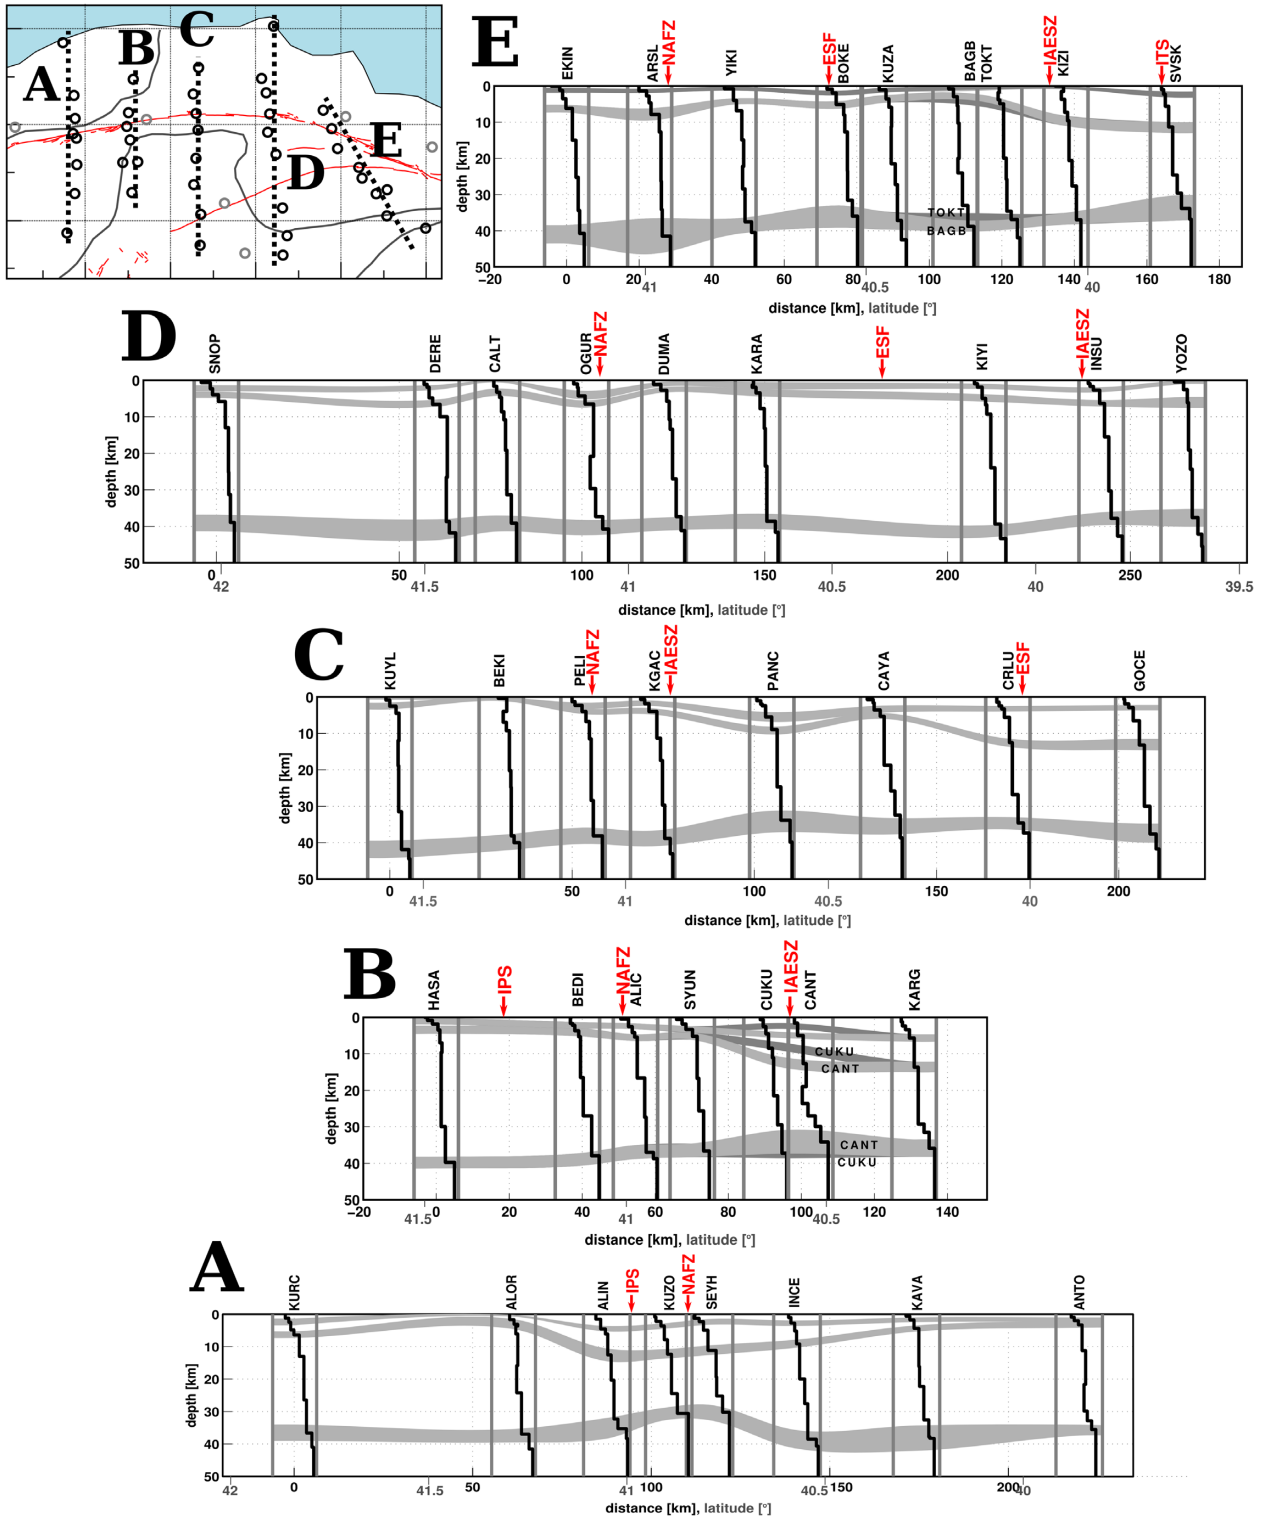 A
B
C
D
E
E
EKIN ARSL NAFZ YIKI ESF BOKE KUZA BAGB TOKT IAESZ KIZI ITS SVSK
0
10
20
30
40
50
depth [km]
TOKT
BAGB
−20 0 20 40 60 80 100 120 140 160 180
41 40.5 40
distance [km], latitude [°]
D
SNOP DERE CALT OGUR NAFZ DUMA KARA ESF KIYI IAESZ INSU YOZO
0
10
20
30
40
50
depth [km]
0 50 100 150 200 250
42 41.5 41 40.5 40 39.5
distance [km], latitude [°]
C
KUYL BEKI PELI NAFZ KGAC IAESZ PANC CAYA CRLU ESF GOCE
0
10
20
30
40
50
depth [km]
0 50 100 150 200
41.5 41 40.5 40
distance [km], latitude [°]
B
HASA IPS BEDI NAFZ ALIC SYUN CUKU IAESZ CANT KARG
0
10
20
30
40
50
depth [km]
CUKU
CANT
CANT
CUKU
−20 0 20 40 60 80 100 120 140
41.5 41 40.5
distance [km], latitude [°]
A
KURC ALOR ALIN IPS KUZO NAFZ SEYH INCE KAVA ANTO
0
10
20
30
40
50
depth [km]
0 50 100 150 200
42 41.5 41 40.5 40
distance [km], latitude [°]